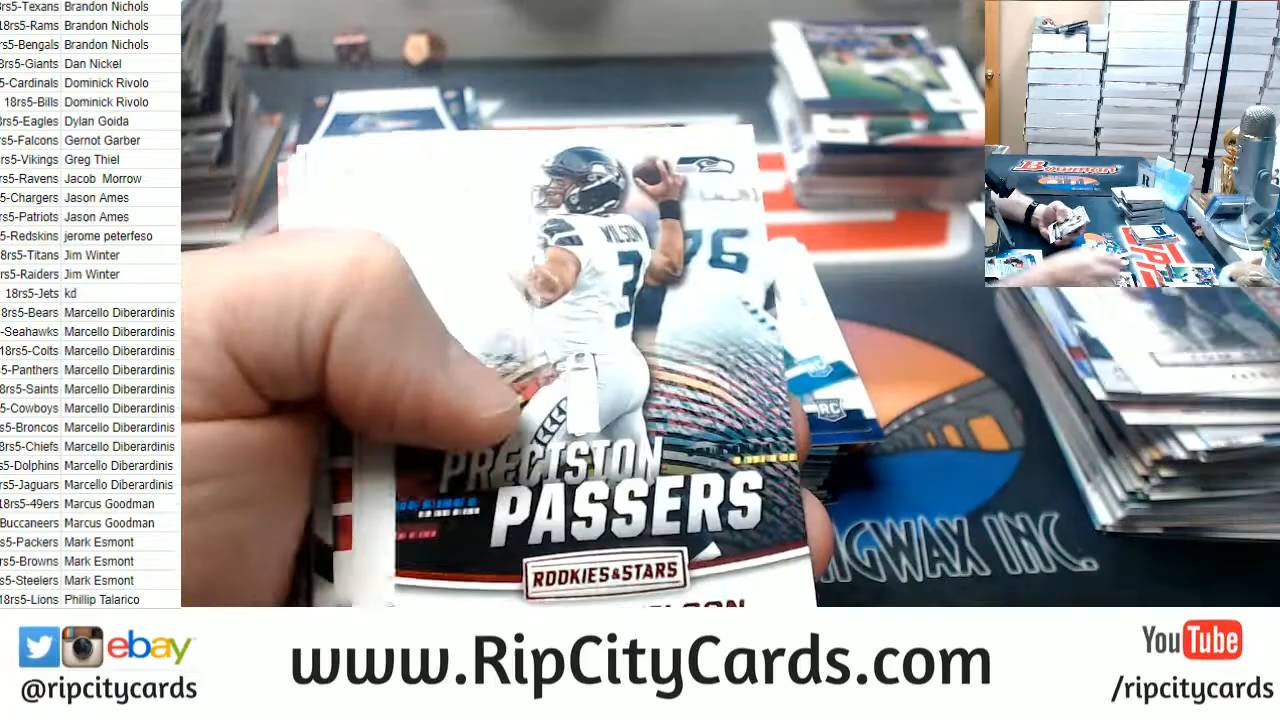 rs5-Texans Brandon Nichols
18rs5-Rams Brandon Nichols
rs5-Bengals Brandon Nichols
8rs5-Giants Dan Nickel
5-Cardinals Dominick Rivolo
18rs5-Bills Dominick Rivolo
rs5-Eagles Dylan Goida
rs5-Falcons Gernot Garber
rs5-Vikings Greg Thiel
rs5-Ravens Jacob Morrow
5-Chargers Jason Ames
s5-Patriots Jason Ames
5-Redskins jerome peterfeso
8rs5-Titans Jim Winter
rs5-Raiders Jim Winter
18rs5-Jets kd
8rs5-Bears Marcello Diberardinis
-Seahawks Marcello Diberardinis
18rs5-Colts Marcello Diberardinis
5-Panthers Marcello Diberardinis
8rs5-Saints Marcello Diberardinis
5-Cowboys Marcello Diberardinis
5-Broncos Marcello Diberardinis
8rs5-Chiefs Marcello Diberardinis
s5-Dolphins Marcello Diberardinis
rs5-Jaguars Marcello Diberardinis
18rs5-49ers Marcus Goodman
Buccaneers Marcus Goodman
s5-Packers Mark Esmont
rs5-Browns Mark Esmont
s5-Steelers Mark Esmont
18rs5-Lions Phillip Talarico
WILSON
3
76
PRECISION
PASSERS
ROOKIES & STARS
RC
INGWAX INC.
BOWMAN
ebay
@ripcitycards
www.RipCityCards.com
YouTube
/ripcitycards